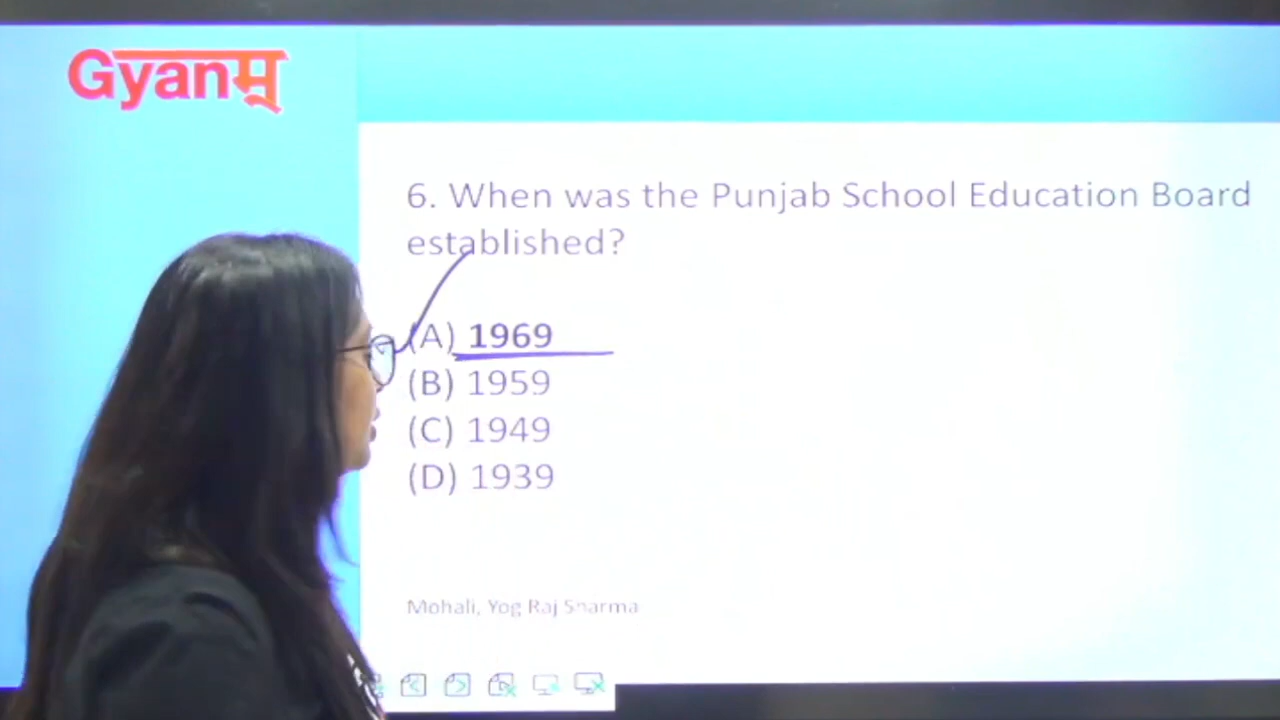 Gyanम्
6. When was the Punjab School Education Board
established?
(A) 1969
(B) 1959
(C) 1949
(D) 1939
Mohali, Yog Raj Sharma